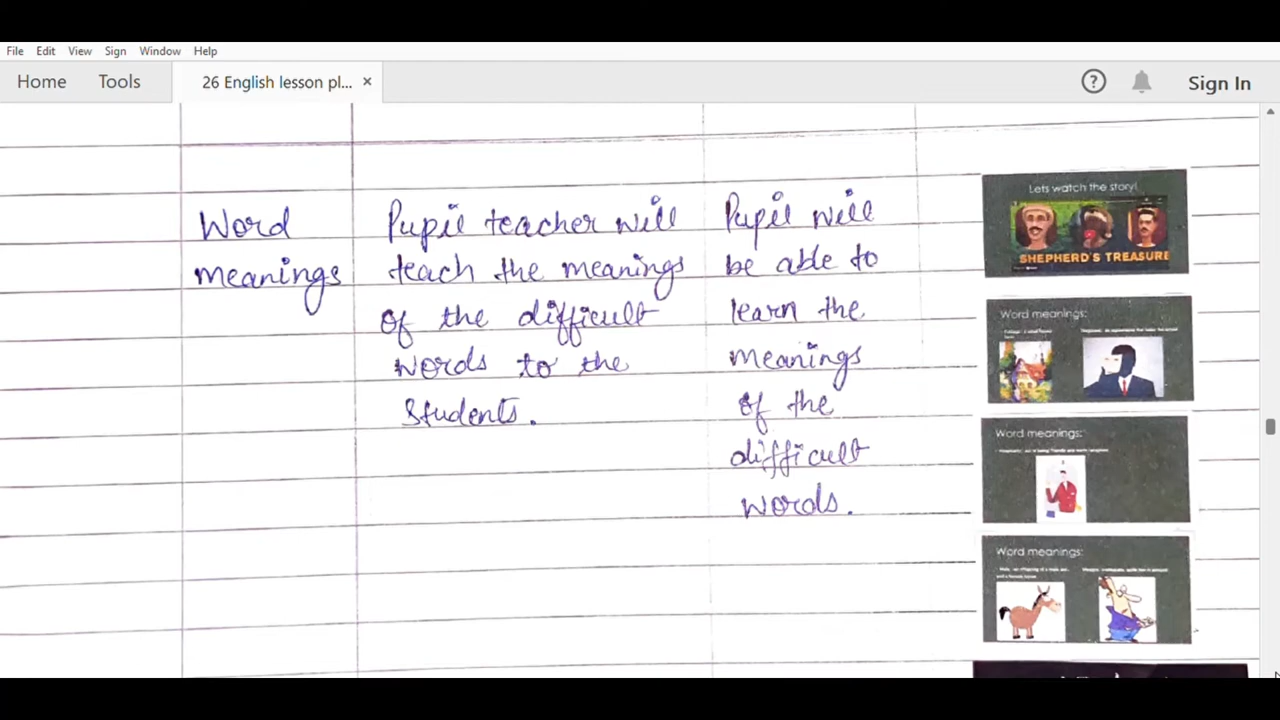 File Edit View Sign Window Help
Home Tools 26 English lesson pl... × ? Sign In
Word
meanings
Pupil teacher will
teach the meanings
of the difficult
words to the
students.
Pupil will
be able to
learn the
meanings
of the
difficult
words.
Lets watch the story!
SHEPHERD'S TREASURE
Word meanings:
Word meanings:
Word meanings: